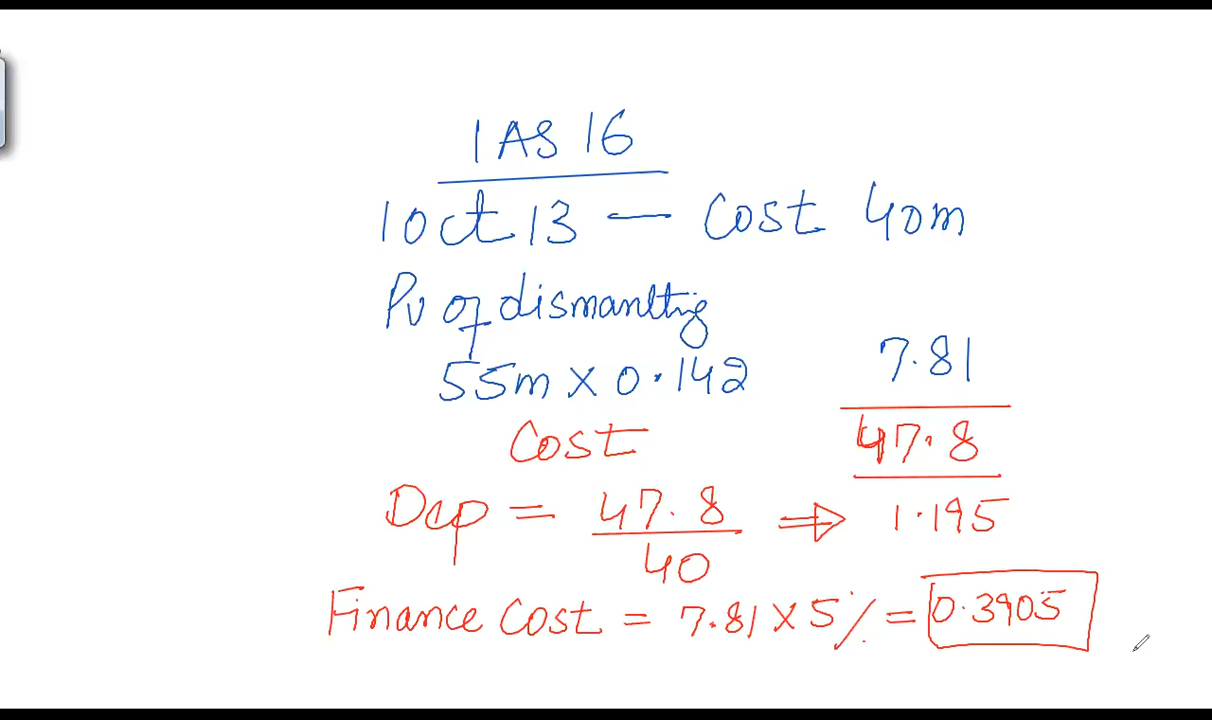 IAS 16
1 Oct 13 — Cost 40m
Pv of dismantling
55m × 0.142 7.81
Cost 47.8
Dep = 47.8 / 40 ⇒ 1.195
Finance Cost = 7.81 × 5% = 0.3905